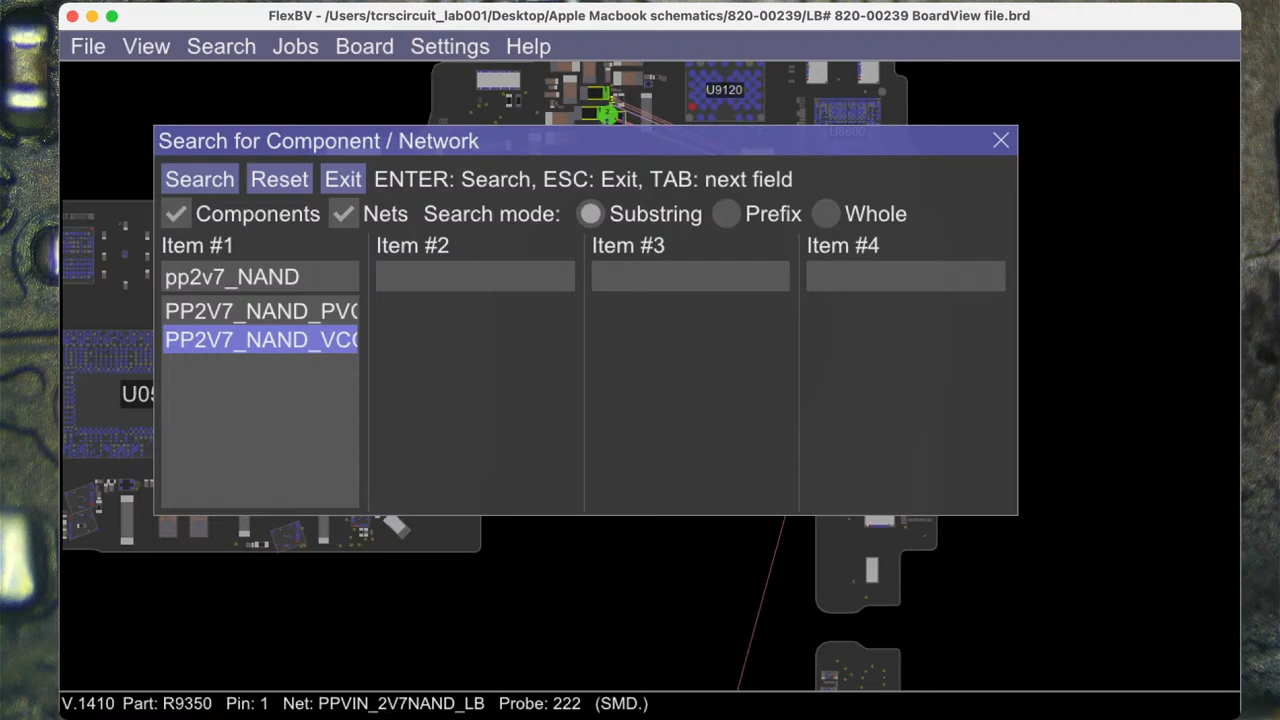 FlexBV - /Users/tcrscircuit_lab001/Desktop/Apple Macbook schematics/820-00239/LB# 820-00239 BoardView file.brd
File View Search Jobs Board Settings Help
U9120
Search for Component / Network
Search Reset Exit ENTER: Search, ESC: Exit, TAB: next field
Components Nets Search mode: Substring Prefix Whole
Item #1 Item #2 Item #3 Item #4
pp2v7_NAND
PP2V7_NAND_PVC
PP2V7_NAND_VCC
U05
V.1410 Part: R9350 Pin: 1 Net: PPVIN_2V7NAND_LB Probe: 222 (SMD.)